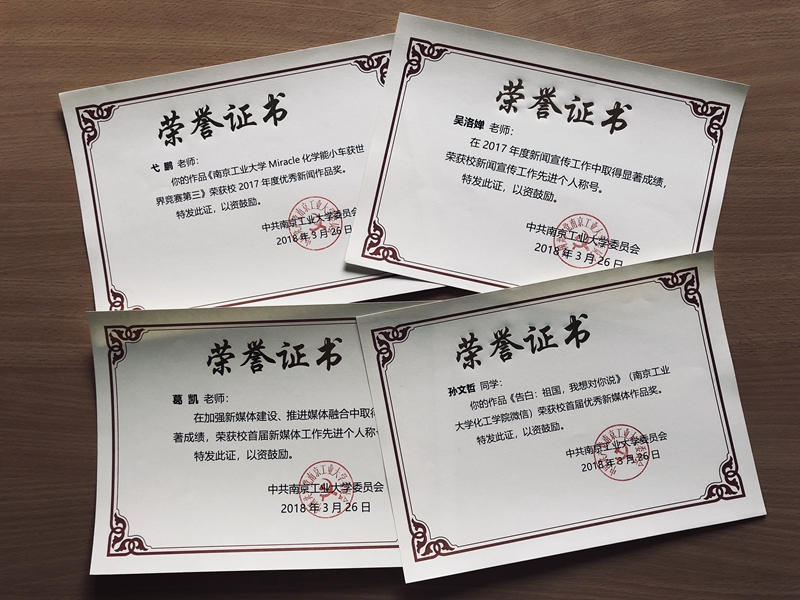 荣誉证书
弋 鹏 老师：
你的作品《南京工业大学 Miracle 化学能小车获世
界竞赛第三》荣获校 2017 年度优秀新闻作品奖。
特发此证，以资鼓励。
中共南京工业大学委员会
2018 年 3 月 26 日
荣誉证书
吴洛婵 老师：
在 2017 年度新闻宣传工作中取得显著成绩，
荣获校新闻宣传工作先进个人称号。
特发此证，以资鼓励。
中共南京工业大学委员会
2018 年 3 月 26 日
荣誉证书
葛 凯 老师：
在加强新媒体建设、推进媒体融合中取得
著成绩，荣获校首届新媒体工作先进个人称号
特发此证，以资鼓励。
中共南京工业大学委员会
2018 年 3 月 26 日
荣誉证书
孙文哲 同学：
你的作品《告白：祖国，我想对你说》（南京工业
大学化工学院微信）荣获校首届优秀新媒体作品奖。
特发此证，以资鼓励。
中共南京工业大学委员会
2018 年 3 月 26 日